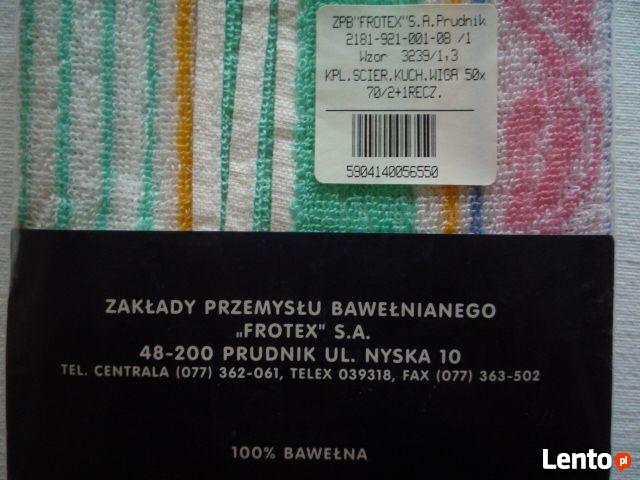 ZPB"FROTEX"S.A.Prudnik
2181-921-001-08 /1
Wzor 3239/1,3
KPL.SCIER.KUCH.WIGA 50x
70/2+1RECZ.
5904140056550
ZAKŁADY PRZEMYSŁU BAWEŁNIANEGO
„FROTEX" S.A.
48-200 PRUDNIK UL. NYSKA 10
TEL. CENTRALA (077) 362-061, TELEX 039318, FAX (077) 363-502
100% BAWEŁNA
Lento.pl